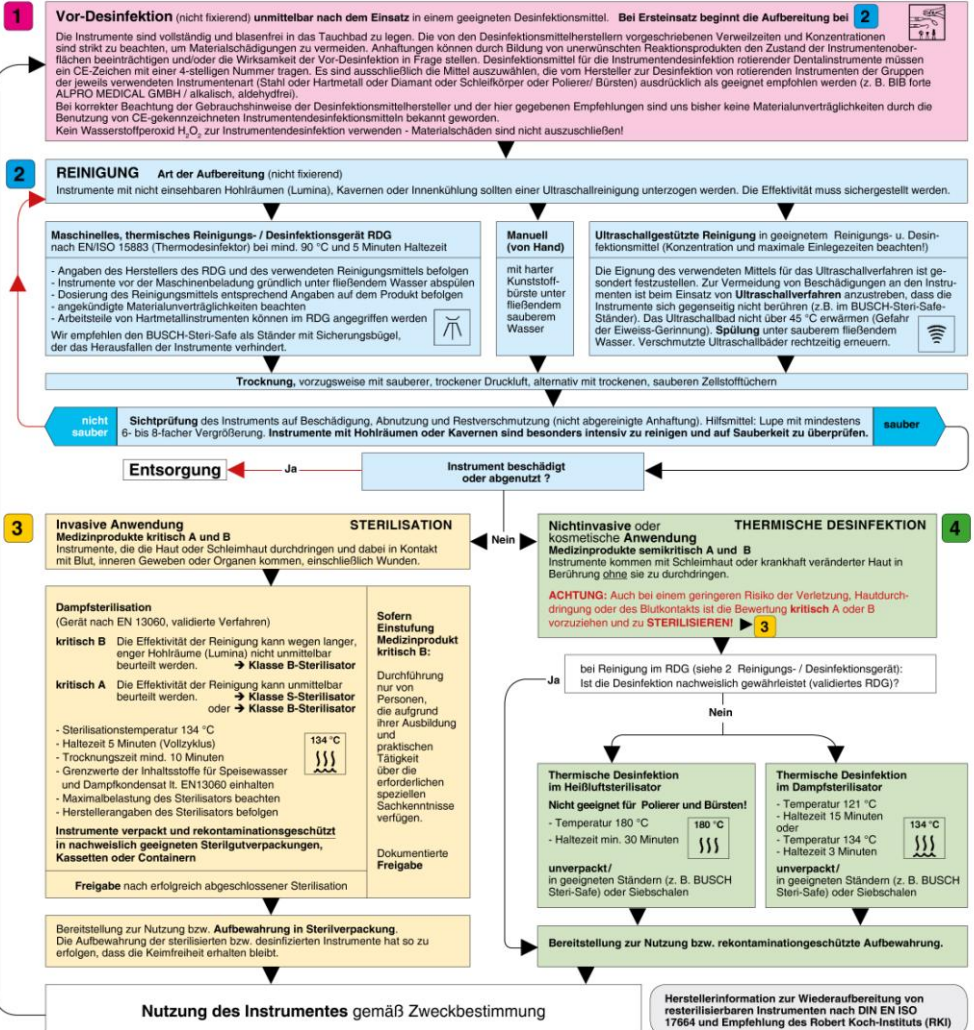 1
Vor-Desinfektion (nicht fixierend) unmittelbar nach dem Einsatz in einem geeigneten Desinfektionsmittel. Bei Ersteinsatz beginnt die Aufbereitung bei 2
Die Instrumente sind vollständig und blasenfrei in das Tauchbad zu legen. Die von den Desinfektionsmittelherstellern vorgeschriebenen Verweilzeiten und Konzentrationen
sind strikt zu beachten, um Materialschädigungen zu vermeiden. Anhaftungen können durch Bildung von unerwünschten Reaktionsprodukten den Zustand der Instrumentenober-
flächen beeinträchtigen und/oder die Wirksamkeit der Desinfektion in Frage stellen. Desinfektionsmittel für die Instrumentendesinfektion rotierender Dentalinstrumente müssen
ein CE-Zeichen mit einer 4-stelligen Nummer tragen. Es sind ausschließlich die Mittel auszuwählen, die vom Hersteller zur Desinfektion von rotierenden Instrumenten der Gruppen
der jeweils verwendeten Instrumentenart (Stahl oder Hartmetall oder Diamant oder Schleifkörper oder Polierer/ Bürsten) ausdrücklich als geeignet empfohlen werden (z. B. BIB forte
ALPRO MEDICAL GMBH / alkalisch, aldehydfrei).
Bei korrekter Beachtung der Gebrauchshinweise der Desinfektionsmittelhersteller und der hier gegebenen Empfehlungen sind uns bisher keine Materialunverträglichkeiten durch die
Benutzung von CE-gekennzeichneten Instrumentendesinfektionsmitteln bekannt geworden.
Kein Wasserstoffperoxid H₂O₂ zur Instrumentendesinfektion verwenden - Materialschäden sind nicht auszuschließen!
2
REINIGUNG Art der Aufbereitung (nicht fixierend)
Instrumente mit nicht einsehbaren Hohlräumen (Lumina), Kavernen oder Innenkühlung sollten einer Ultraschallreinigung unterzogen werden. Die Effektivität muss sichergestellt werden.
Maschinelles, thermisches Reinigungs- / Desinfektionsgerät RDG
nach EN/ISO 15883 (Thermodesinfektor) bei mind. 90 °C und 5 Minuten Haltezeit
- Angaben des Herstellers des RDG und des verwendeten Reinigungsmittels befolgen
- Instrumente vor der Maschinenbeladung gründlich unter fließendem Wasser abspülen
- Dosierung des Reinigungsmittels entsprechend Angaben auf dem Produkt befolgen
- angekündigte Materialunverträglichkeiten beachten
- Arbeitsteile von Hartmetallinstrumenten können im RDG angegriffen werden
Wir empfehlen den BUSCH-Steri-Safe als Ständer mit Sicherungsbügel,
der das Herausfallen der Instrumente verhindert.
Manuell
(von Hand)
mit harter
Kunststoff-
bürste unter
fließendem
sauberem
Wasser
Ultraschallgestützte Reinigung in geeignetem Reinigungs- u. Desin-
fektionsmittel (Konzentration und maximale Einlegezeiten beachten!)
Die Eignung des verwendeten Mittels für das Ultraschallverfahren ist ge-
sondert festzustellen. Zur Vermeidung von Beschädigungen an den Instru-
menten ist beim Einsatz von Ultraschallverfahren anzustreben, dass die
Instrumente sich gegenseitig nicht berühren (z.B. im BUSCH-Steri-Safe-
Ständer). Das Ultraschallbad nicht über 45 °C erwärmen (Gefahr
der Eiweiss-Gerinnung). Spülung unter sauberem fließendem
Wasser. Verschmutzte Ultraschallbäder rechtzeitig erneuern.
Trocknung, vorzugsweise mit sauberer, trockener Druckluft, alternativ mit trockenen, sauberen Zellstofftüchern
nicht
sauber
Sichtprüfung des Instruments auf Beschädigung, Abnutzung und Restverschmutzung (nicht abgereinigte Anhaftung). Hilfsmittel: Lupe mit mindestens
6- bis 8-facher Vergrößerung. Instrumente mit Hohlräumen oder Kavernen sind besonders intensiv zu reinigen und auf Sauberkeit zu überprüfen.
sauber
Entsorgung
Ja
Instrument beschädigt
oder abgenutzt ?
Nein
3
Invasive Anwendung STERILISATION
Medizinprodukte kritisch A und B
Instrumente, die die Haut oder Schleimhaut durchdringen und dabei in Kontakt
mit Blut, inneren Geweben oder Organen kommen, einschließlich Wunden.
Dampfsterilisation
(Gerät nach EN 13060, validierte Verfahren)
kritisch B Die Effektivität der Reinigung kann wegen langer,
enger Hohlräume (Lumina) nicht unmittelbar
beurteilt werden. → Klasse B-Sterilisator
kritisch A Die Effektivität der Reinigung kann unmittelbar
beurteilt werden. → Klasse S-Sterilisator
oder → Klasse B-Sterilisator
- Sterilisationstemperatur 134 °C
- Haltezeit 5 Minuten (Vollzyklus)
- Trocknungszeit mind. 10 Minuten
- Grenzwerte der Inhaltsstoffe für Speisewasser
und Dampfkondensat lt. EN13060 einhalten
- Maximalbelastung des Sterilisators beachten
- Herstellerangaben des Sterilisators befolgen
134 °C
Instrumente verpackt und rekontaminationsgeschützt
in nachweislich geeigneten Sterilgutverpackungen,
Kassetten oder Containern
Freigabe nach erfolgreich abgeschlossener Sterilisation
Sofern
Einstufung
Medizinprodukt
kritisch B:
Durchführung
nur von
Personen,
die aufgrund
ihrer Ausbildung
und
praktischen
Tätigkeit
über die
erforderlichen
speziellen
Sachkenntnisse
verfügen.
Dokumentierte
Freigabe
Bereitstellung zur Nutzung bzw. Aufbewahrung in Sterilverpackung.
Die Aufbewahrung der sterilisierten bzw. desinfizierten Instrumente hat so zu
erfolgen, dass die Keimfreiheit erhalten bleibt.
4
Nichtinvasive oder THERMISCHE DESINFEKTION
kosmetische Anwendung
Medizinprodukte semikritisch A und B
Instrumente kommen mit Schleimhaut oder krankhaft veränderter Haut in
Berührung ohne sie zu durchdringen.
ACHTUNG: Auch bei einem geringeren Risiko der Verletzung, Hautdurch-
dringung oder des Blutkontakts ist die Bewertung kritisch A oder B
vorzuziehen und zu STERILISIEREN! 3
Ja
bei Reinigung im RDG (siehe 2 Reinigungs- / Desinfektionsgerät):
Ist die Desinfektion nachweislich gewährleistet (validiertes RDG)?
Nein
Thermische Desinfektion
im Heißluftsterilisator
Nicht geeignet für Polierer und Bürsten!
- Temperatur 180 °C
- Haltezeit min. 30 Minuten
180 °C
unverpackt/
in geeigneten Ständern (z. B. BUSCH
Steri-Safe) oder Siebschalen
Thermische Desinfektion
im Dampfsterilisator
- Temperatur 121 °C
- Haltezeit 15 Minuten
oder
- Temperatur 134 °C
- Haltezeit 3 Minuten
134 °C
unverpackt/
in geeigneten Ständern (z. B. BUSCH
Steri-Safe) oder Siebschalen
Bereitstellung zur Nutzung bzw. rekontaminationgeschützte Aufbewahrung.
Nutzung des Instrumentes gemäß Zweckbestimmung
Herstellerinformation zur Wiederaufbereitung von
resterilisierbaren Instrumenten nach DIN EN ISO
17664 und Empfehlung des Robert Koch-Instituts (RKI)